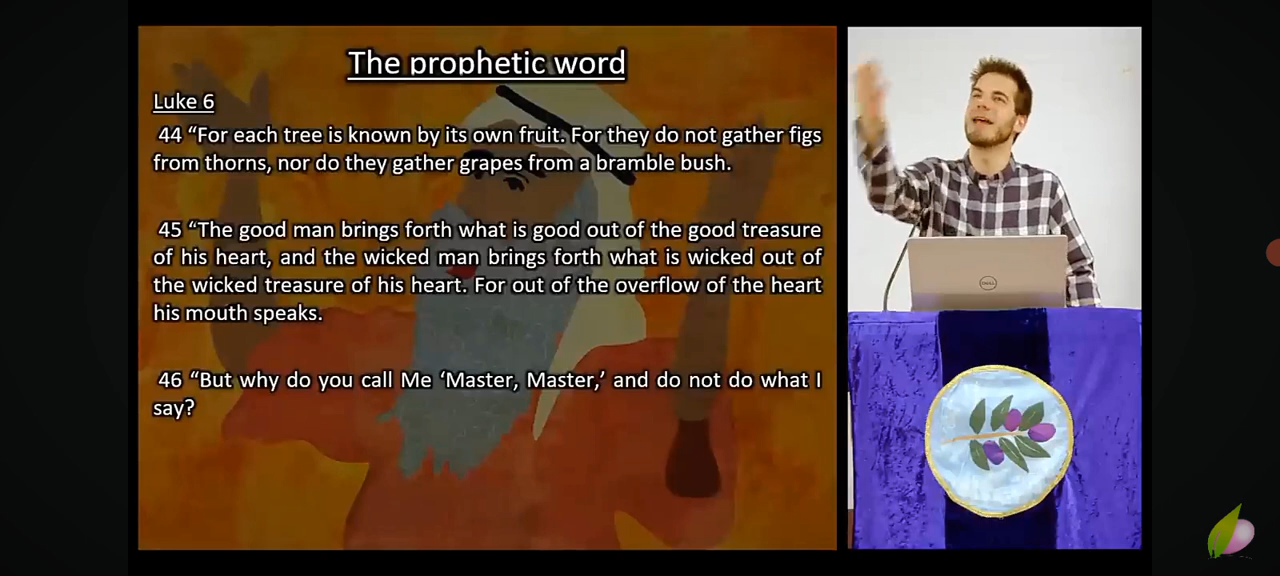 The prophetic word
Luke 6
44 “For each tree is known by its own fruit. For they do not gather figs
from thorns, nor do they gather grapes from a bramble bush.
45 “The good man brings forth what is good out of the good treasure
of his heart, and the wicked man brings forth what is wicked out of
the wicked treasure of his heart. For out of the overflow of the heart
his mouth speaks.
46 “But why do you call Me ‘Master, Master,’ and do not do what I
say?
DELL